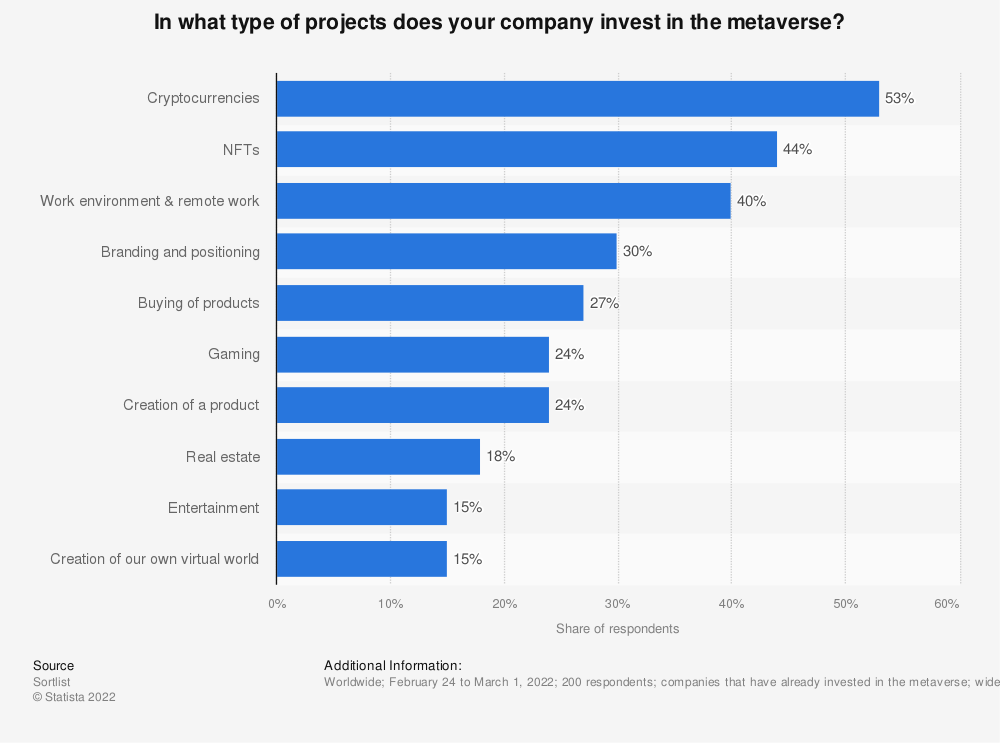 In what type of projects does your company invest in the metaverse?
Cryptocurrencies 53%
NFTs 44%
Work environment & remote work 40%
Branding and positioning 30%
Buying of products 27%
Gaming 24%
Creation of a product 24%
Real estate 18%
Entertainment 15%
Creation of our own virtual world 15%
0% 10% 20% 30% 40% 50% 60%
Share of respondents
Source
Sortlist
© Statista 2022
Additional Information:
Worldwide; February 24 to March 1, 2022; 200 respondents; companies that have already invested in the metaverse; wide